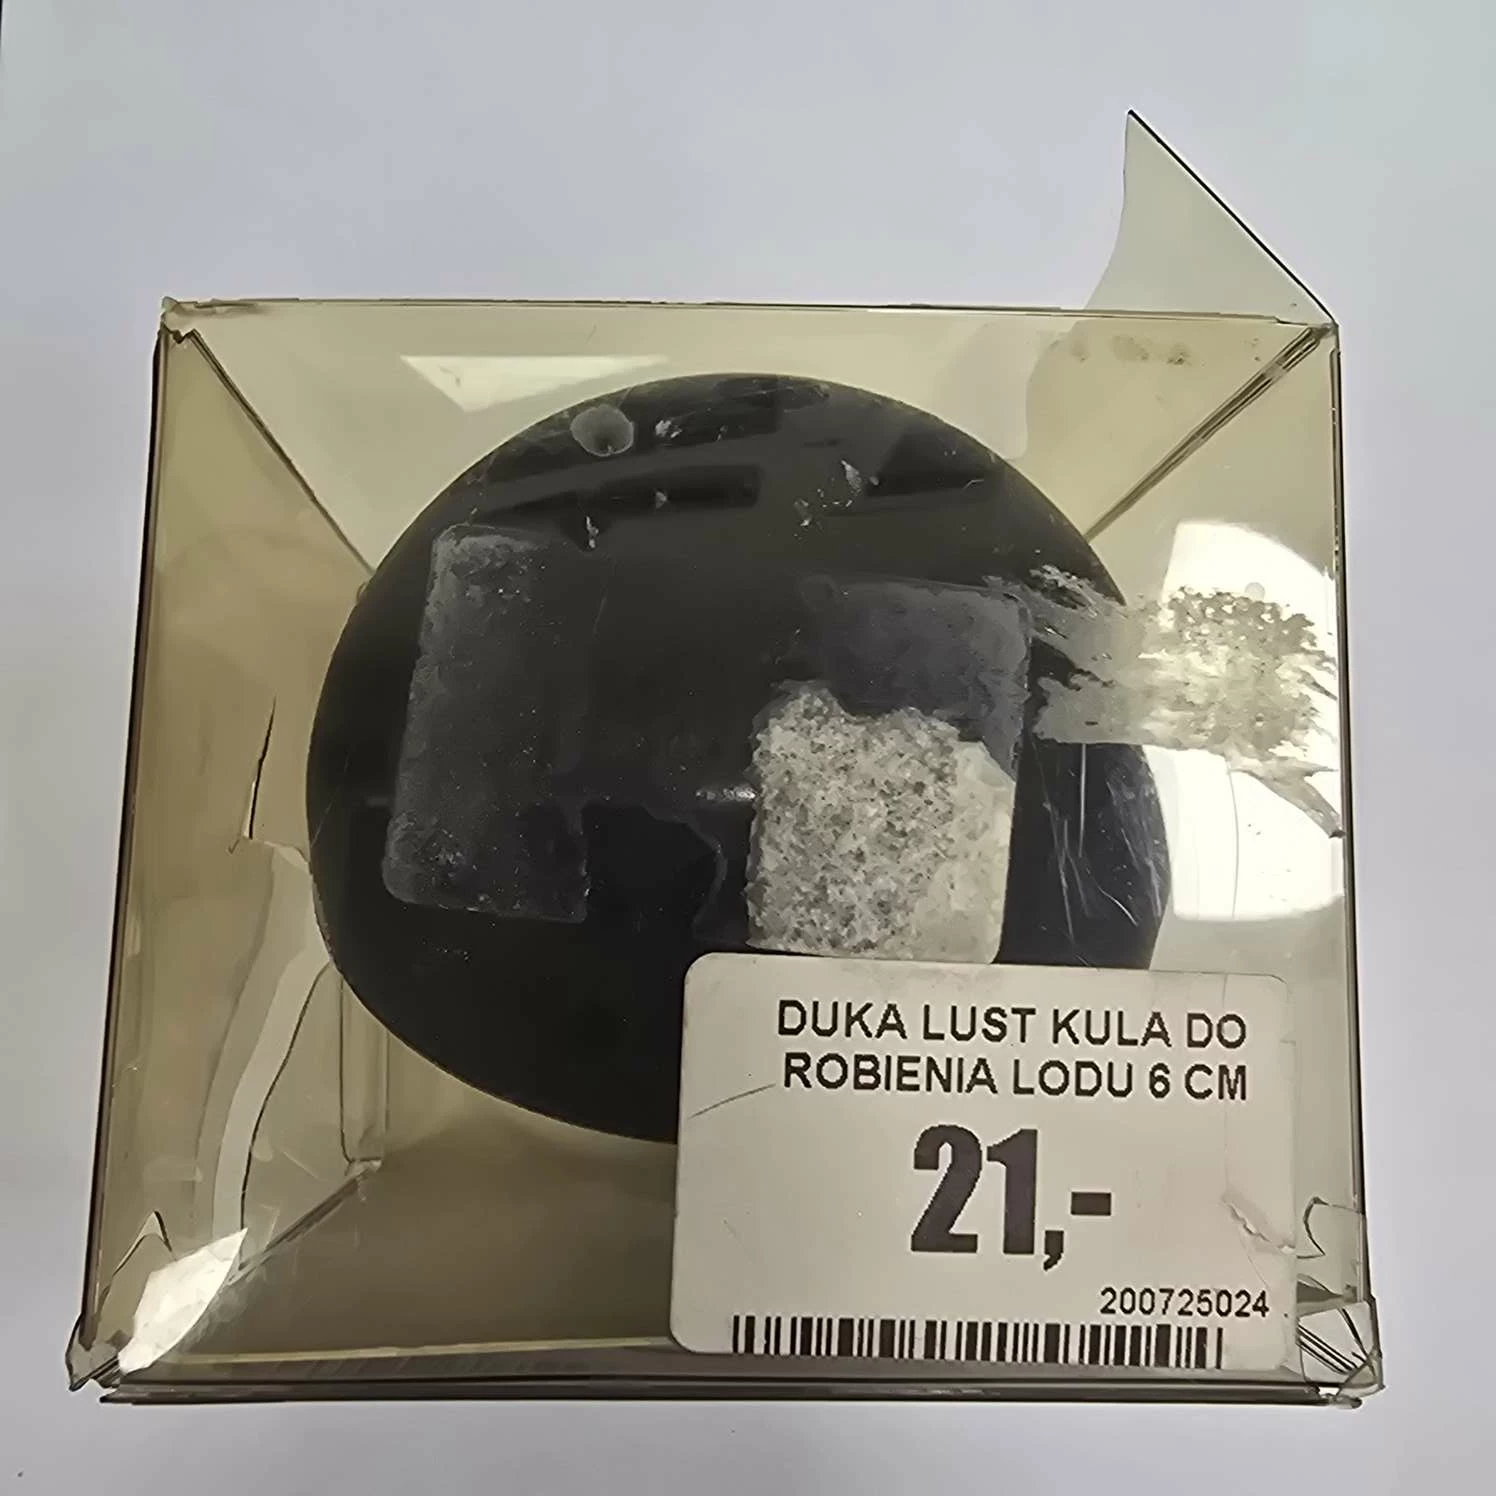 DUKA LUST KULA DO
ROBIENIA LODU 6 CM
21,-
200725024